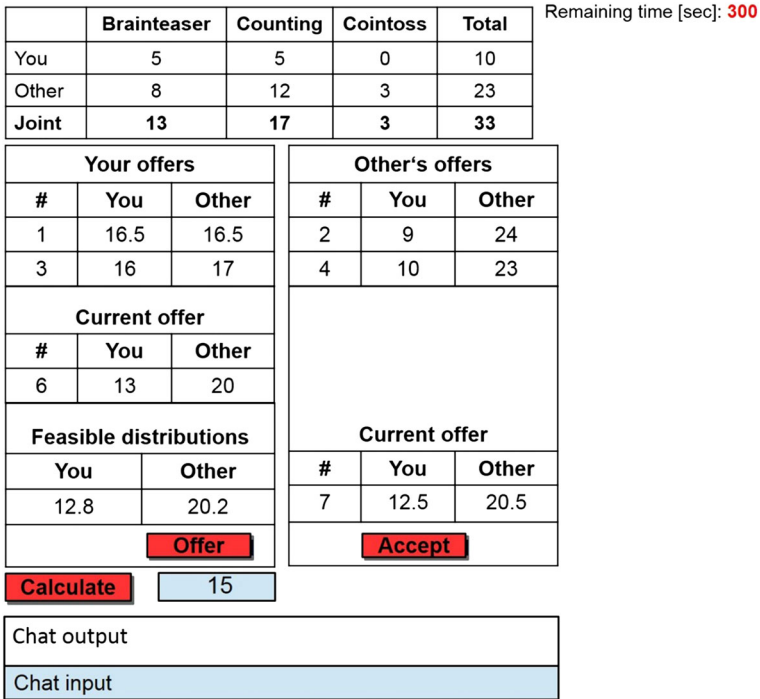 Remaining time [sec]: 300
Brainteaser Counting Cointoss Total
You 5 5 0 10
Other 8 12 3 23
Joint 13 17 3 33
Your offers
# You Other
1 16.5 16.5
3 16 17
Current offer
# You Other
6 13 20
Feasible distributions
You Other
12.8 20.2
Offer
Calculate 15
Other‘s offers
# You Other
2 9 24
4 10 23
Current offer
# You Other
7 12.5 20.5
Accept
Chat output
Chat input